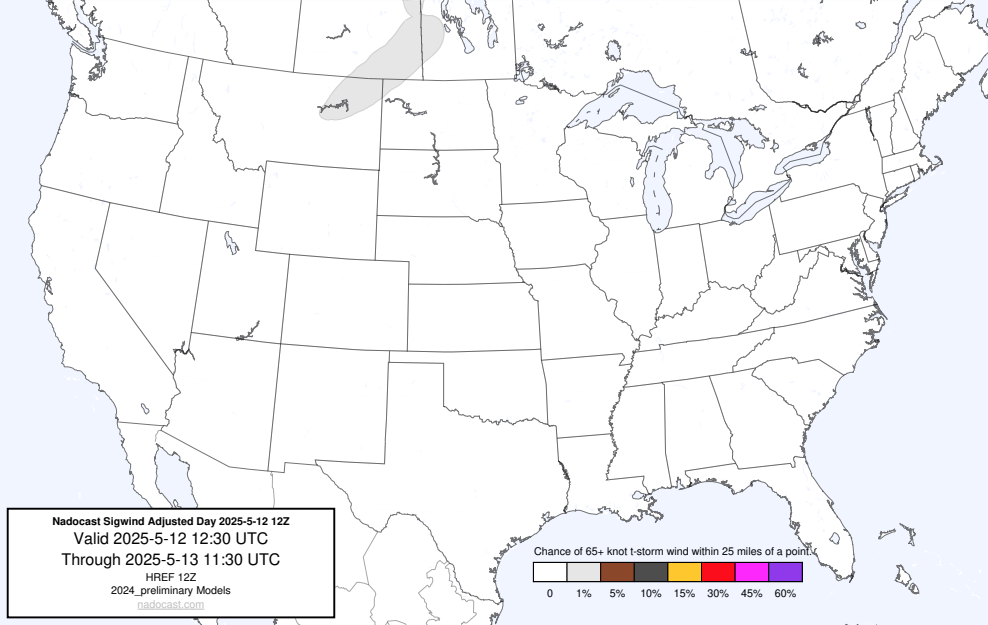 Nadocast Sigwind Adjusted Day 2025-5-12 12Z
Valid 2025-5-12 12:30 UTC
Through 2025-5-13 11:30 UTC
HREF 12Z
2024_preliminary Models
nadocast.com
Chance of 65+ knot t-storm wind within 25 miles of a point.
0 1% 5% 10% 15% 30% 45% 60%